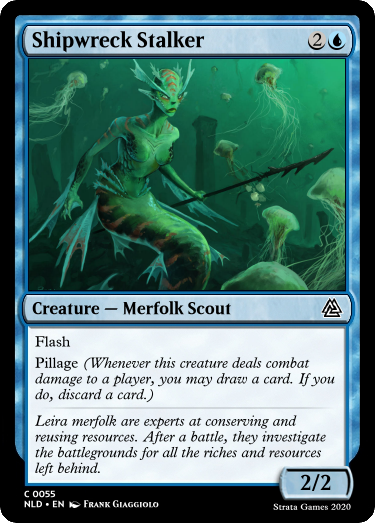 Shipwreck Stalker 2
Creature — Merfolk Scout
Flash
Pillage (Whenever this creature deals combat
damage to a player, you may draw a card. If you
do, discard a card.)
Leira merfolk are experts at conserving and
reusing resources. After a battle, they investigate
the battlegrounds for all the riches and resources
left behind.
2/2
C 0055
NLD • EN Frank Giaggiolo
Strata Games 2020